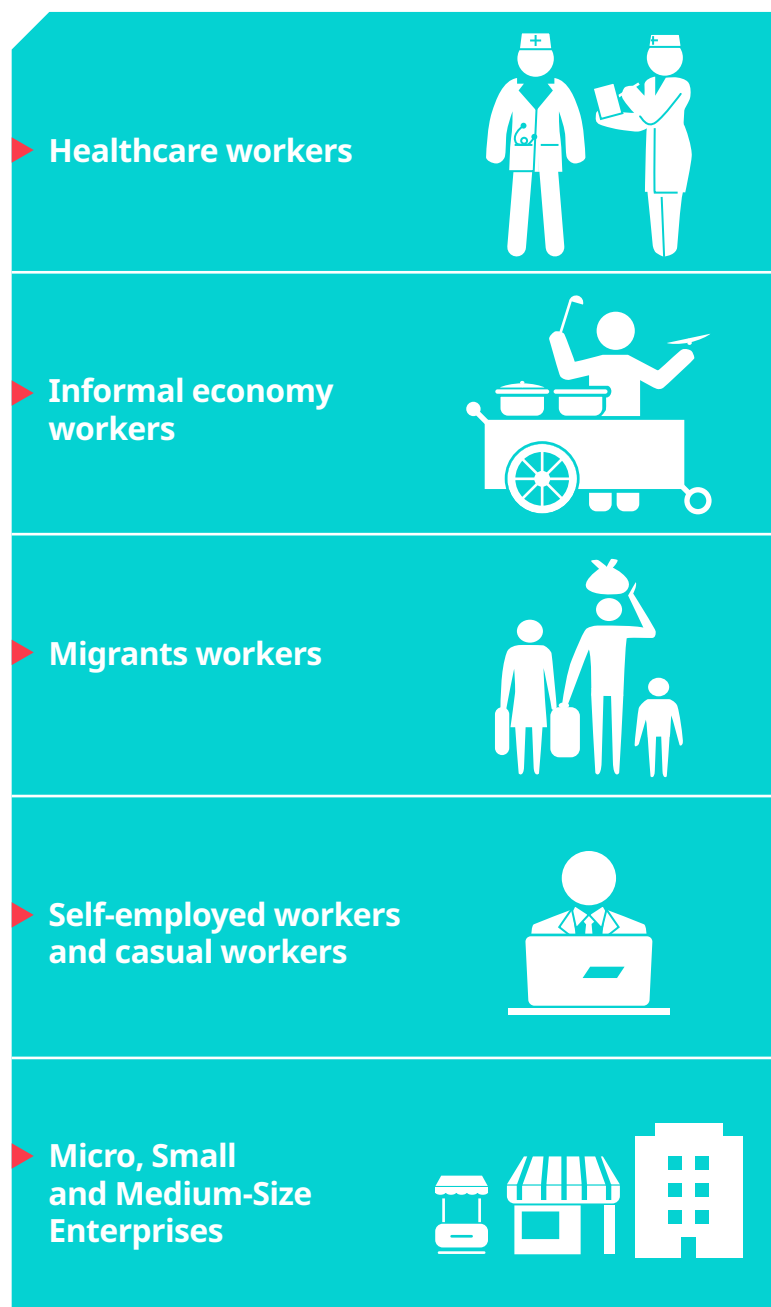 Healthcare workers
Informal economy
workers
Migrants workers
Self-employed workers
and casual workers
Micro, Small
and Medium-Size
Enterprises